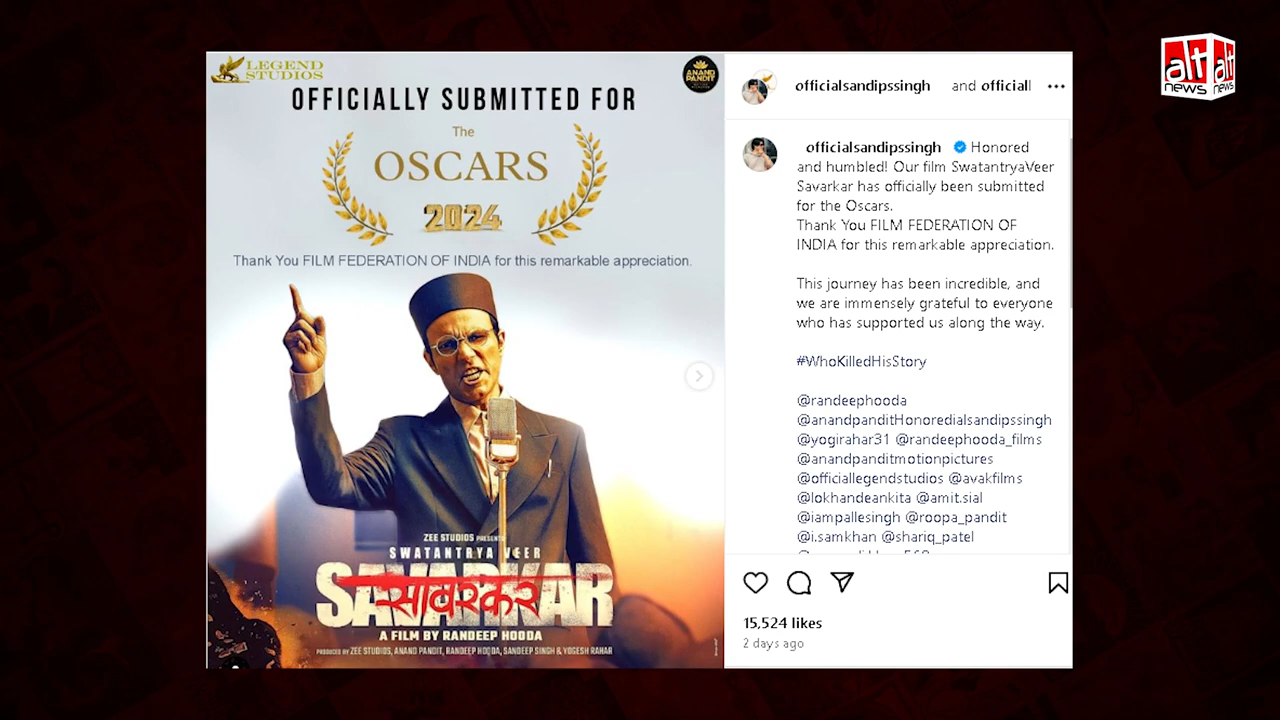 LEGEND
STUDIOS
ANAND
PANDIT
OFFICIALLY SUBMITTED FOR
The
OSCARS
2024
Thank You FILM FEDERATION OF INDIA for this remarkable appreciation.
ZEE STUDIOS PRESENTS
SWATANTRYA VEER
SAVARKAR
सावरकर
A FILM BY RANDEEP HOODA
PRODUCED BY ZEE STUDIOS, ANAND PANDIT, RANDEEP HOODA, SANDEEP SINGH & YOGESH RAHAR
officialsandipssingh and officiall
officialsandipssingh Honored
and humbled! Our film SwatantryaVeer
Savarkar has officially been submitted
for the Oscars.
Thank You FILM FEDERATION OF
INDIA for this remarkable appreciation.
This journey has been incredible, and
we are immensely grateful to everyone
who has supported us along the way.
#WhoKilledHisStory
@randeephooda
@anandpanditHonoredialsandipssingh
@yogirahar31 @randeephooda_films
@anandpanditmotionpictures
@officiallegendstudios @avakfilms
@lokhandeankita @amit.sial
@iampallesingh @roopa_pandit
@i.samkhan @shariq_patel
15,524 likes
2 days ago
alt
news
alt
news